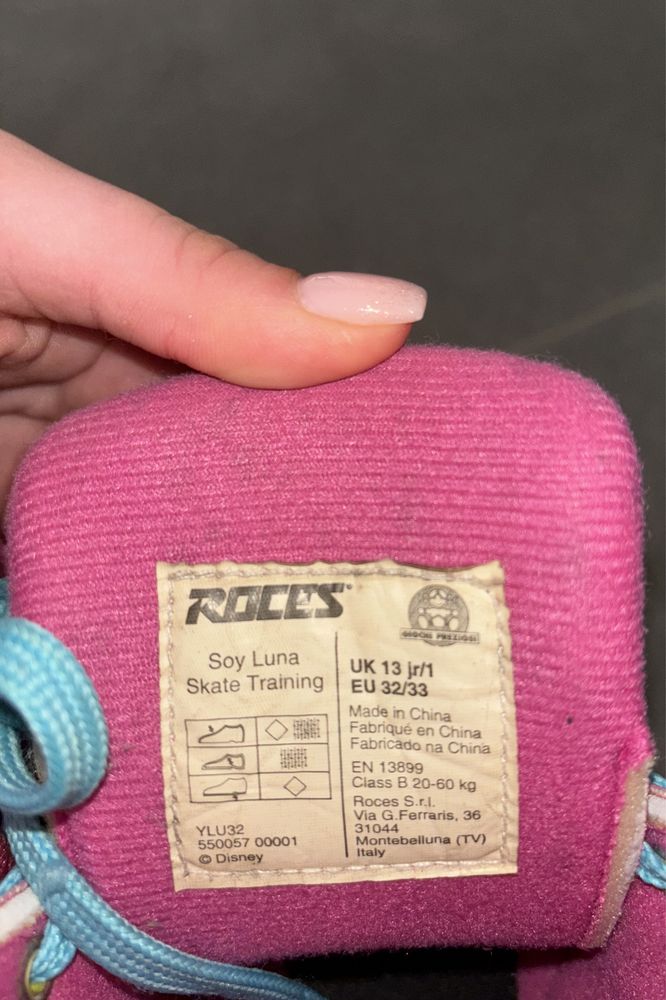 ROCES®
GIOCHI PREZIOSI
Soy Luna
Skate Training
YLU32
550057 00001
© Disney
UK 13 jr/1
EU 32/33
Made in China
Fabriqué en China
Fabricado na China
EN 13899
Class B 20-60 kg
Roces S.r.l.
Via G.Ferraris, 36
31044
Montebelluna (TV)
Italy